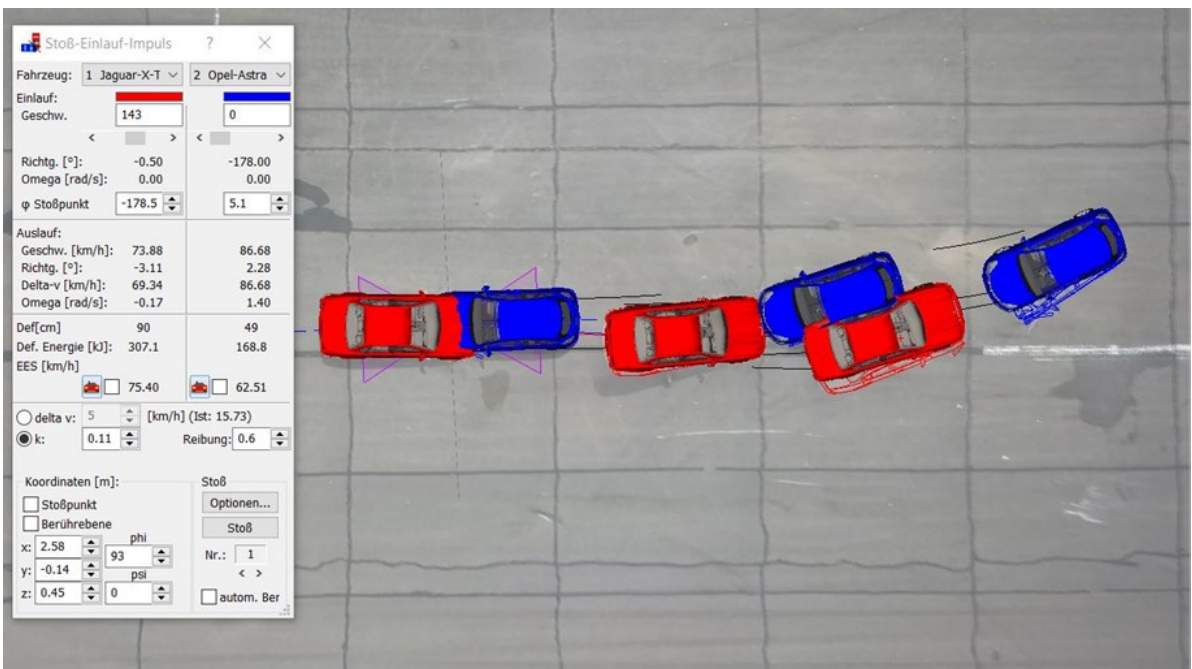 Stoß-Einlauf-Impuls ? ×
Fahrzeug: 1 Jaguar-X-T 2 Opel-Astra
Einlauf:
Geschw. 143 0
< > < >
Richtg. [°]: -0.50 -178.00
Omega [rad/s]: 0.00 0.00
φ Stoßpunkt -178.5 5.1
Auslauf:
Geschw. [km/h]: 73.88 86.68
Richtg. [°]: -3.11 2.28
Delta-v [km/h]: 69.34 86.68
Omega [rad/s]: -0.17 1.40
Def[cm] 90 49
Def. Energie [kJ]: 307.1 168.8
EES [km/h]
75.40 62.51
delta v: 5 [km/h] (Ist: 15.73)
k: 0.11 Reibung: 0.6
Koordinaten [m]: Stoß
Stoßpunkt Optionen...
Berührebene Stoß
phi
x: 2.58 93 Nr.: 1
y: -0.14 psi < >
z: 0.45 0 autom. Ber